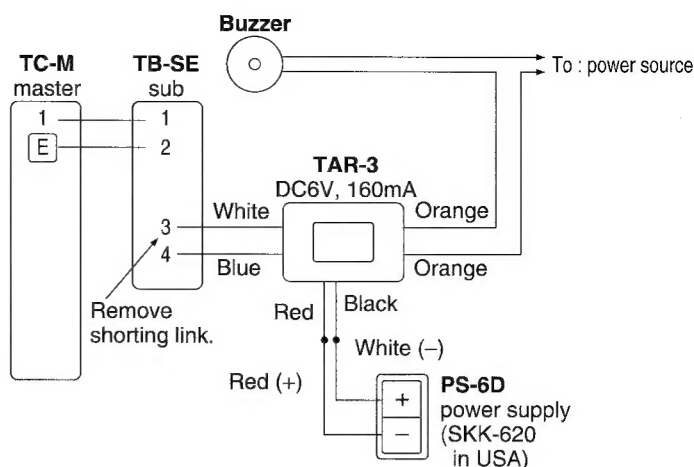 Buzzer
To : power source
TC-M
master
1
E
TB-SE
sub
1
2
3
4
Remove
shorting link.
TAR-3
DC6V, 160mA
White
Blue
Orange
Orange
Red
Black
White (–)
Red (+)
+
–
PS-6D
power supply
(SKK-620
in USA)